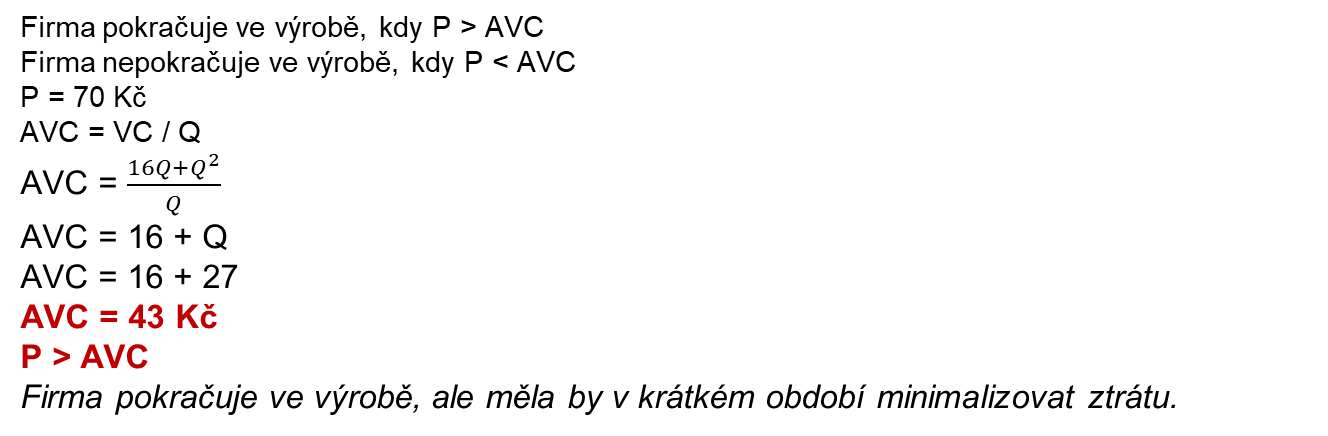 Firma pokračuje ve výrobě, kdy P > AVC
Firma nepokračuje ve výrobě, kdy P < AVC
P = 70 Kč
AVC = VC / Q
AVC = \frac{16Q+Q^2}{Q}
AVC = 16 + Q
AVC = 16 + 27
AVC = 43 Kč
P > AVC
Firma pokračuje ve výrobě, ale měla by v krátkém období minimalizovat ztrátu.